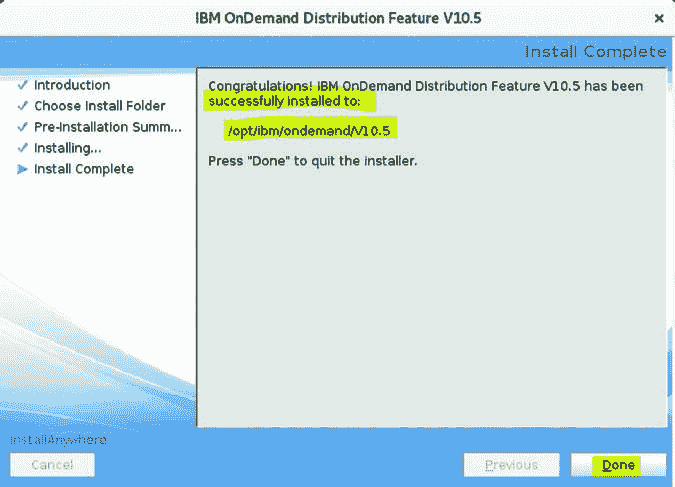 IBM OnDemand Distribution Feature V10.5
Install Complete
Introduction
Choose Install Folder
Pre-Installation Summ...
Installing...
Install Complete
Congratulations! IBM OnDemand Distribution Feature V10.5 has been
successfully installed to:
/opt/ibm/ondemand/V10.5
Press "Done" to quit the installer.
InstallAnywhere
Cancel
Previous
Done